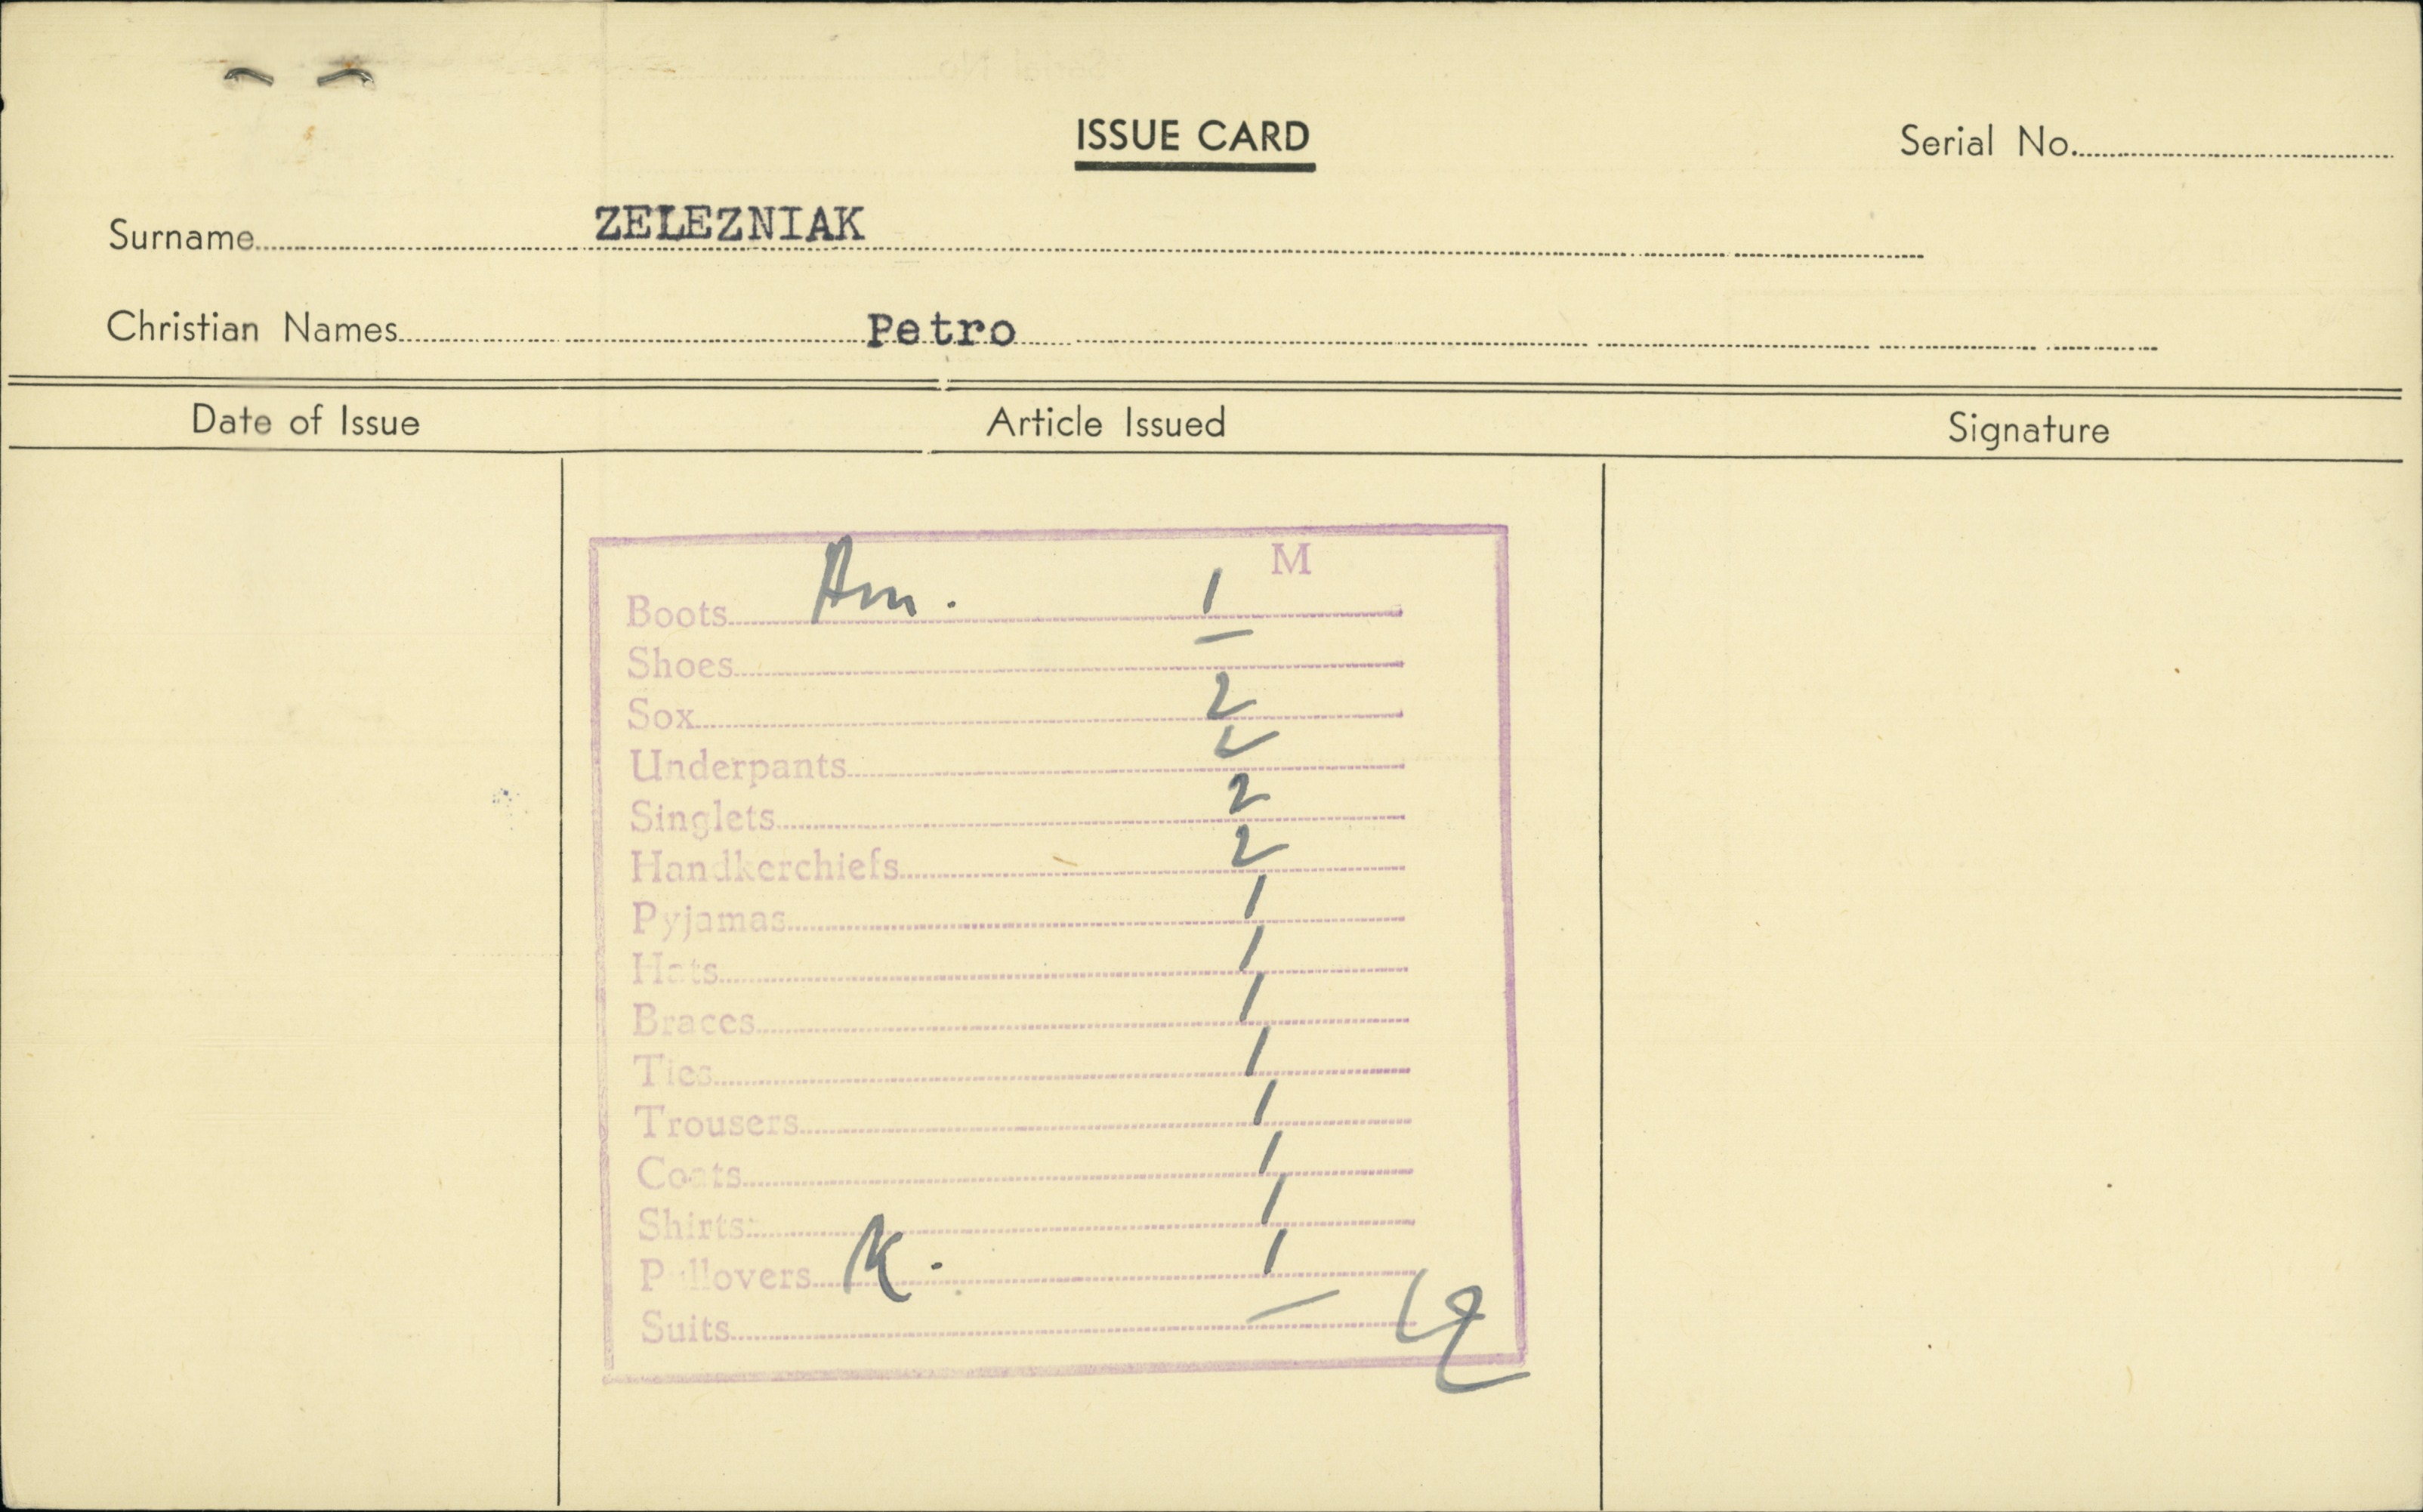 ISSUE CARD
Serial No.
Surname ZELEZNIAK
Christian Names Petro
Date of Issue Article Issued Signature
M
Boots Am. 1
Shoes —
Sox 2
Underpants 2
Singlets 2
Handkerchiefs 2
Pyjamas 1
Hats 1
Braces 1
Ties 1
Trousers 1
Coats 1
Shirts 1
Pullovers K. 1
Suits —